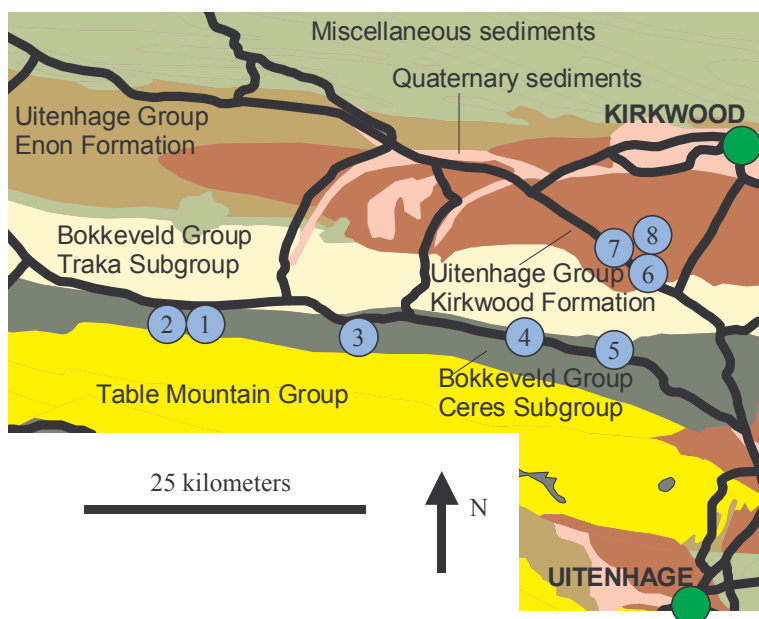 Miscellaneous sediments
Quaternary sediments
KIRKWOOD
Uitenhage Group
Enon Formation
Bokkeveld Group
Traka Subgroup
7
8
6
Uitenhage Group
Kirkwood Formation
2
1
3
4
5
Table Mountain Group
Bokkeveld Group
Ceres Subgroup
25 kilometers
N
UITENHAGE